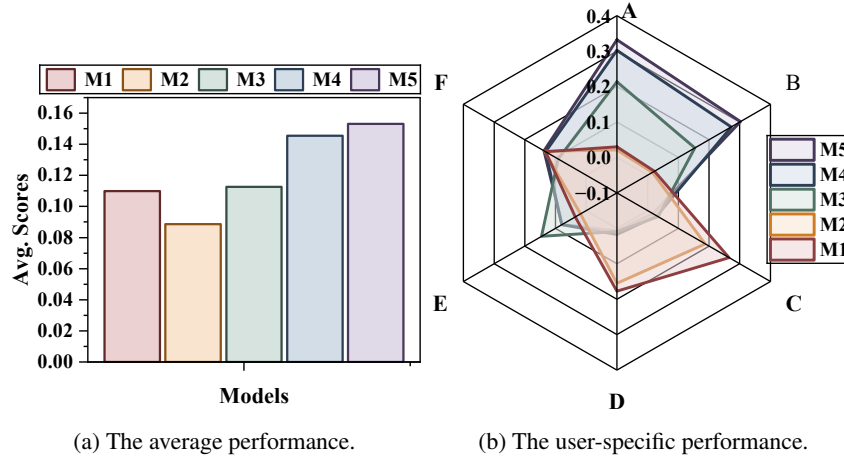 M1 M2 M3 M4 M5
0.16
0.14
0.12
0.10
0.08
0.06
0.04
0.02
0.00
Avg. Scores
Models
(a) The average performance.
A
B
C
D
E
F
0.4
0.3
0.2
0.1
0.0
−0.1
M5
M4
M3
M2
M1
(b) The user-specific performance.